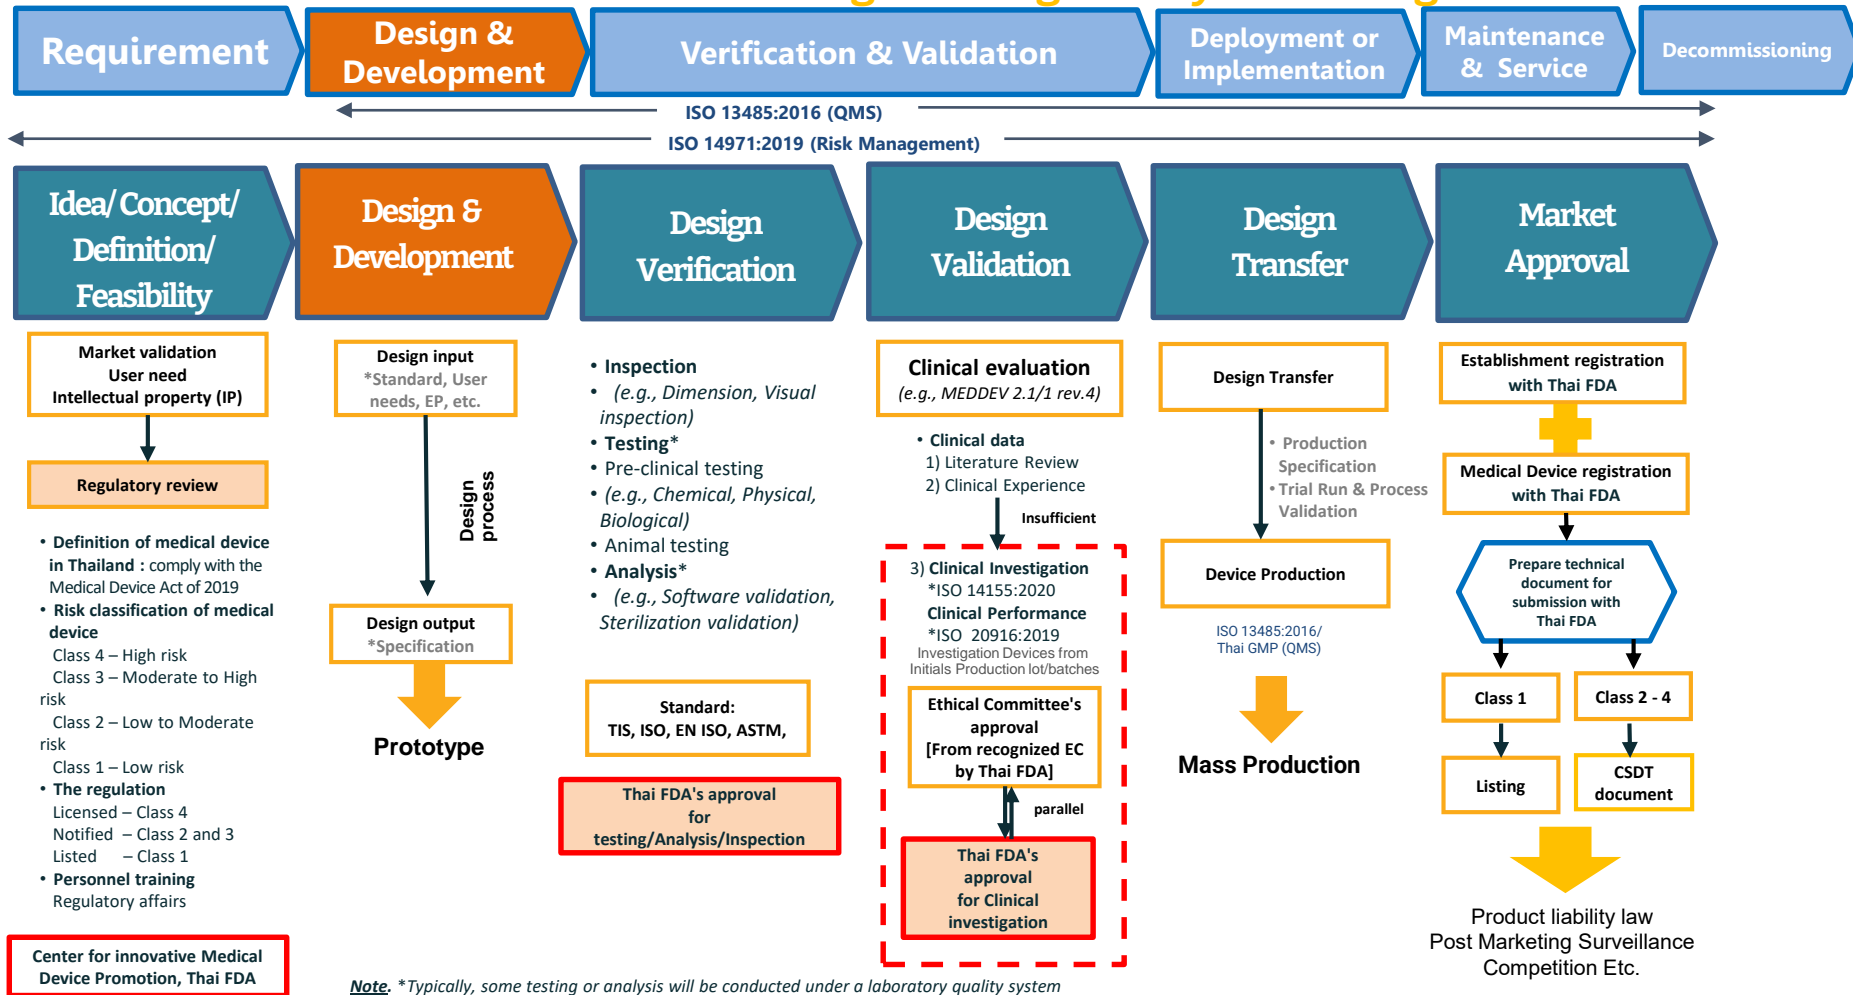 Requirement
Design &
Development
Verification & Validation
Deployment or
Implementation
Maintenance
& Service
Decommissioning
ISO 13485:2016 (QMS)
ISO 14971:2019 (Risk Management)
Idea/ Concept/
Definition/
Feasibility
Design &
Development
Design
Verification
Design
Validation
Design
Transfer
Market
Approval
Market validation
User need
Intellectual property (IP)
Regulatory review
• Definition of medical device
in Thailand : comply with the
Medical Device Act of 2019
• Risk classification of medical
device
Class 4 – High risk
Class 3 – Moderate to High
risk
Class 2 – Low to Moderate
risk
Class 1 – Low risk
• The regulation
Licensed – Class 4
Notified – Class 2 and 3
Listed – Class 1
• Personnel training
Regulatory affairs
Center for innovative Medical
Device Promotion, Thai FDA
Design input
*Standard, User
needs, EP, etc.
Design
process
Design output
*Specification
Prototype
• Inspection
• (e.g., Dimension, Visual
inspection)
• Testing*
• Pre-clinical testing
• (e.g., Chemical, Physical,
Biological)
• Animal testing
• Analysis*
• (e.g., Software validation,
Sterilization validation)
Standard:
TIS, ISO, EN ISO, ASTM,
Thai FDA's approval
for
testing/Analysis/Inspection
Clinical evaluation
(e.g., MEDDEV 2.1/1 rev.4)
• Clinical data
1) Literature Review
2) Clinical Experience
Insufficient
3) Clinical Investigation
*ISO 14155:2020
Clinical Performance
*ISO 20916:2019
Investigation Devices from
Initials Production lot/batches
Ethical Committee's
approval
[From recognized EC
by Thai FDA]
parallel
Thai FDA's
approval
for Clinical
investigation
Design Transfer
• Production
Specification
• Trial Run & Process
Validation
Device Production
ISO 13485:2016/
Thai GMP (QMS)
Mass Production
Establishment registration
with Thai FDA
Medical Device registration
with Thai FDA
Prepare technical
document for
submission with
Thai FDA
Class 1
Class 2 - 4
Listing
CSDT
document
Product liability law
Post Marketing Surveillance
Competition Etc.
Note. *Typically, some testing or analysis will be conducted under a laboratory quality system